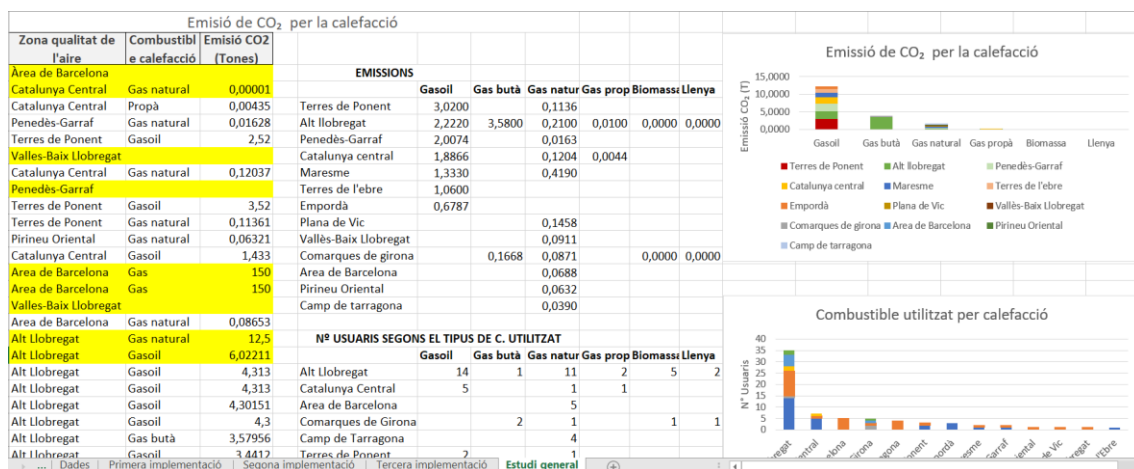 Emisió de CO₂ per la calefacció
Zona qualitat de l'aire Combustible calefacció Emisió CO2 (Tones)
Àrea de Barcelona
Catalunya Central Gas natural 0,00001
Catalunya Central Propà 0,00435
Penedès-Garraf Gas natural 0,01628
Terres de Ponent Gasoil 2,52
Valles-Baix Llobregat
Catalunya Central Gas natural 0,12037
Penedès-Garraf
Terres de Ponent Gasoil 3,52
Terres de Ponent Gas natural 0,11361
Pirineu Oriental Gas natural 0,06321
Catalunya Central Gasoil 1,433
Area de Barcelona Gas 150
Area de Barcelona Gas 150
Valles-Baix Llobregat
Area de Barcelona Gas natural 0,08653
Alt Llobregat Gas natural 12,5
Alt Llobregat Gasoil 6,02211
Alt Llobregat Gasoil 4,313
Alt Llobregat Gasoil 4,313
Alt Llobregat Gasoil 4,30151
Alt Llobregat Gasoil 4,3
Alt Llobregat Gas butà 3,57956
Alt Llobregat Gasoil 3,4412
EMISSIONS
Gasoil Gas butà Gas natur Gas prop Biomassa Llenya
Terres de Ponent 3,0200 0,1136
Alt llobregat 2,2220 3,5800 0,2100 0,0100 0,0000 0,0000
Penedès-Garraf 2,0074 0,0163
Catalunya central 1,8866 0,1204 0,0044
Maresme 1,3330 0,4190
Terres de l'ebre 1,0600
Empordà 0,6787
Plana de Vic 0,1458
Vallès-Baix Llobregat 0,0911
Comarques de girona 0,1668 0,0871 0,0000 0,0000
Area de Barcelona 0,0688
Pirineu Oriental 0,0632
Camp de tarragona 0,0390
Nº USUARIS SEGONS EL TIPUS DE C. UTILITZAT
Gasoil Gas butà Gas natur Gas prop Biomassa Llenya
Alt Llobregat 14 1 11 2 5 2
Catalunya Central 5 1 1
Area de Barcelona 5
Comarques de Girona 2 1 1 1
Camp de Tarragona 4
Terres de Ponent 2 1
Emissió de CO₂ per la calefacció
Emissió CO₂ (T)
15,0000
10,0000
5,0000
0,0000
Gasoil Gas butà Gas natural Gas propà Biomassa Llenya
Terres de Ponent Alt llobregat Penedès-Garraf
Catalunya central Maresme Terres de l'ebre
Empordà Plana de Vic Vallès-Baix Llobregat
Comarques de girona Area de Barcelona Pirineu Oriental
Camp de tarragona
Combustible utilitzat per calefacció
Nº Usuaris
40
35
30
25
20
15
10
5
0
... Dades Primera implementació Segona implementació Tercera implementació Estudi general